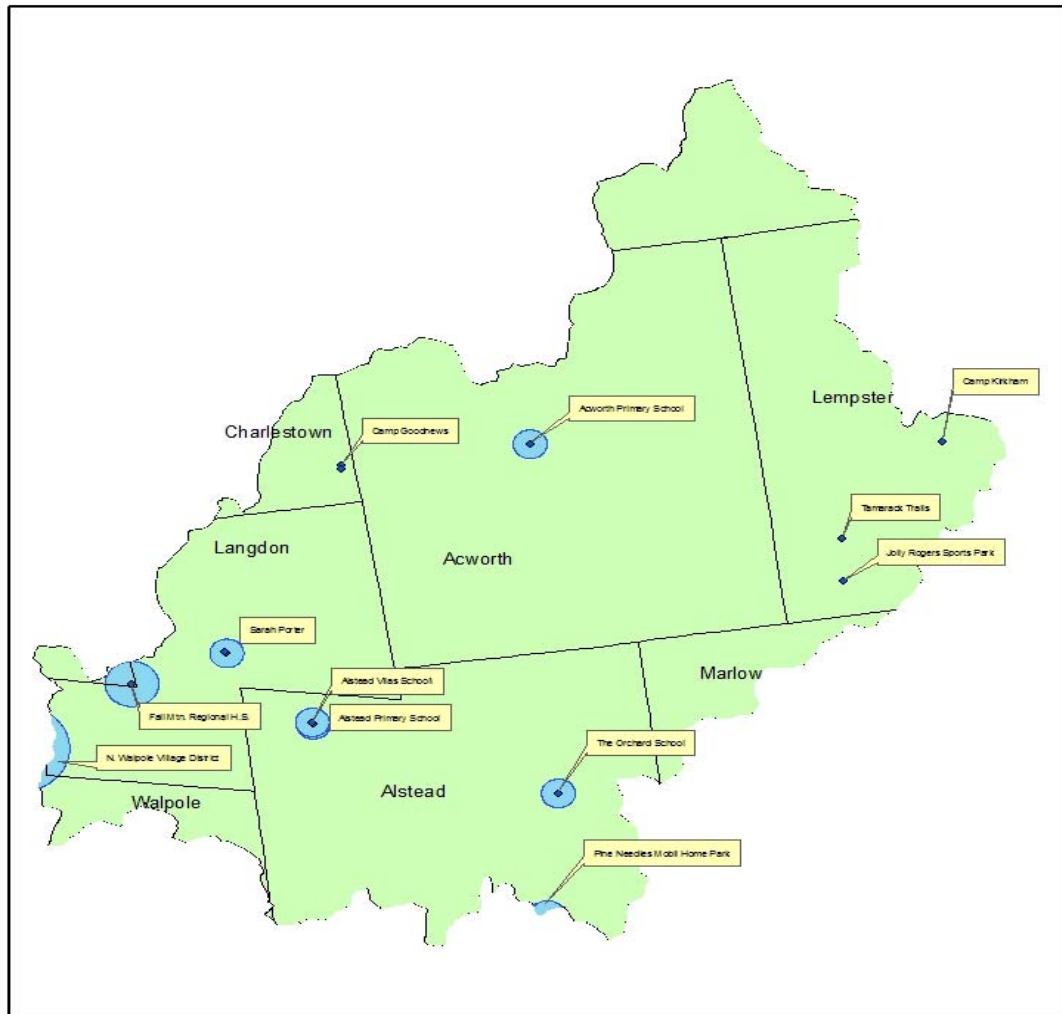 Camp Kirkham
Lempster
Acworth Primary School
Charlestown
Camp Goodnews
Tamarack Trails
Langdon
Jolly Rogers Sports Park
Acworth
Sarah Porter
Marlow
Alstead Vilas School
Fall Mtn. Regional H.S.
Alstead Primary School
The Orchard School
N. Walpole Village District
Alstead
Walpole
Pine Needles Mobil Home Park